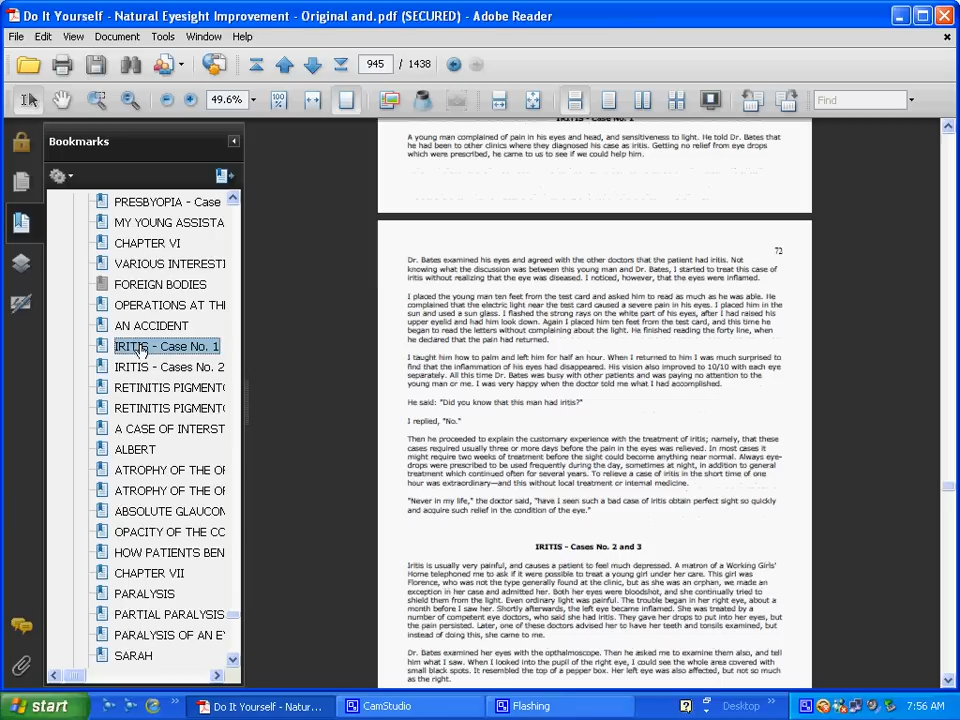 Do It Yourself - Natural Eyesight Improvement - Original and.pdf (SECURED) - Adobe Reader
File Edit View Document Tools Window Help
945 / 1438
49.6%
Find
Bookmarks
PRESBYOPIA - Case
MY YOUNG ASSISTA
CHAPTER VI
VARIOUS INTERESTI
FOREIGN BODIES
OPERATIONS AT THE
AN ACCIDENT
IRITIS - Case No. 1
IRITIS - Cases No. 2
RETINITIS PIGMENTO
RETINITIS PIGMENTO
A CASE OF INTERST
ALBERT
ATROPHY OF THE OP
ATROPHY OF THE OP
ABSOLUTE GLAUCOM
OPACITY OF THE CO
HOW PATIENTS BEN
CHAPTER VII
PARALYSIS
PARTIAL PARALYSIS
PARALYSIS OF AN EY
SARAH
IRITIS - Case No. 1
A young man complained of pain in his eyes and head, and sensitiveness to light. He told Dr. Bates that
he had been to other clinics where they diagnosed his case as iritis. Getting no relief from eye drops
which were prescribed, he came to us to see if we could help him.
72
Dr. Bates examined his eyes and agreed with the other doctors that the patient had iritis. Not
knowing what the discussion was between this young man and Dr. Bates, I started to treat this case of
iritis without realizing that the eye was diseased. I noticed, however, that the eyes were inflamed.
I placed the young man ten feet from the test card and asked him to read as much as he was able. He
complained that the electric light near the test card caused a severe pain in his eyes. I placed him in the
sun and used a sun glass. I flashed the strong rays on the white part of his eyes, after I had raised his
upper eyelid and had him look down. Again I placed him ten feet from the test card, and this time he
began to read the letters without complaining about the light. He finished reading the forty line, when
he declared that the pain had returned.
I taught him how to palm and left him for half an hour. When I returned to him I was much surprised to
find that the inflammation of his eyes had disappeared. His vision also improved to 10/10 with each eye
separately. All this time Dr. Bates was busy with other patients and was paying no attention to the
young man or me. I was very happy when the doctor told me what I had accomplished.
He said: "Did you know that this man had iritis?"
I replied, "No."
Then he proceeded to explain the customary experience with the treatment of iritis; namely, that these
cases required usually three or more days before the pain in the eyes was relieved. In most cases it
might require two weeks of treatment before the sight could become anything near normal. Always eye-
drops were prescribed to be used frequently during the day, sometimes at night, in addition to general
treatment which continued often for several years. To relieve a case of iritis in the short time of one
hour was extraordinary—and this without local treatment or internal medicine.
"Never in my life," the doctor said, "have I seen such a bad case of iritis obtain perfect sight so quickly
and acquire such relief in the condition of the eye."
IRITIS - Cases No. 2 and 3
Iritis is usually very painful, and causes a patient to feel much depressed. A matron of a Working Girls'
Home telephoned me to ask if it were possible to treat a young girl under her care. This girl was
Florence, who was not the type generally found at the clinic, but as she was an orphan, we made an
exception in her case and admitted her. Both her eyes were bloodshot, and she continually tried to
shield them from the light. Even ordinary light was painful. The trouble began in her right eye, about a
month before I saw her. Shortly afterwards, the left eye became inflamed. She was treated by a
number of competent eye doctors, who said she had iritis. They gave her drops to put into her eyes, but
the pain persisted. Later, one of these doctors advised her to have her teeth and tonsils examined, but
instead of doing this, she came to me.
Dr. Bates examined her eyes with the opthalmoscope. Then he asked me to examine them also, and tell
him what I saw. When I looked into the pupil of the right eye, I could see the whole area covered with
small black spots. It resembled the top of a pepper box. Her left eye was also affected, but not so much
as the right.
start
Do It Yourself - Natur...
CamStudio
Flashing
Desktop
7:56 AM